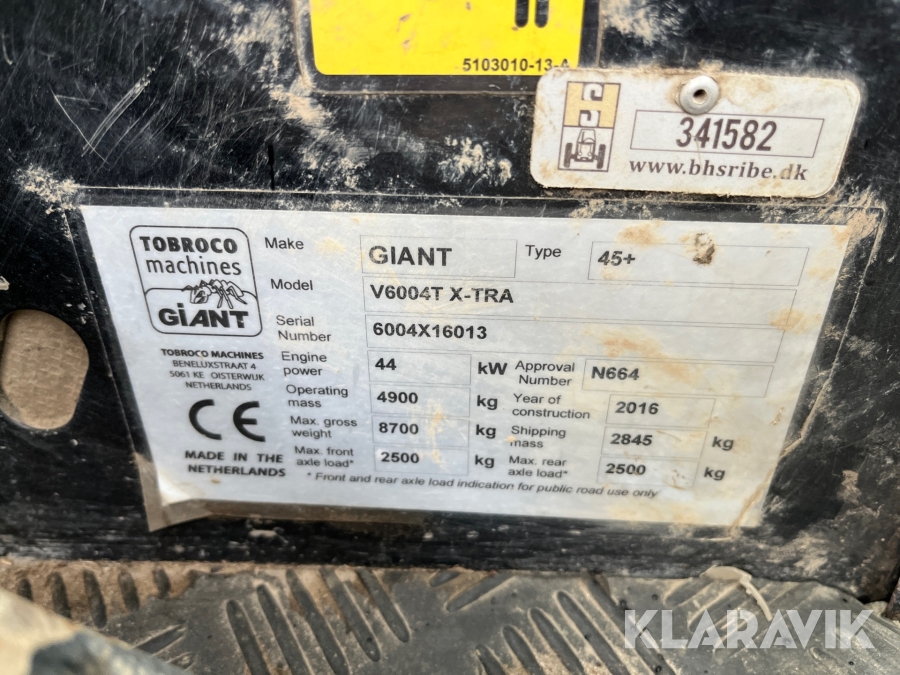 5103010-13-A
341582
www.bhsribe.dk
TOBROCO
machines
GiANT
Make GIANT Type 45+
Model V6004T X-TRA
Serial
Number 6004X16013
TOBROCO MACHINES
BENELUXSTRAAT 4
5061 KE OISTERWIJK
NETHERLANDS
Engine
power 44 kW Approval
Number N664
Operating
mass 4900 kg Year of
construction 2016
Max. gross
weight 8700 kg Shipping
mass 2845 kg
Max. front
axle load* 2500 kg Max. rear
axle load* 2500 kg
CE
MADE IN THE
NETHERLANDS
* Front and rear axle load indication for public road use only
KLARAVIK